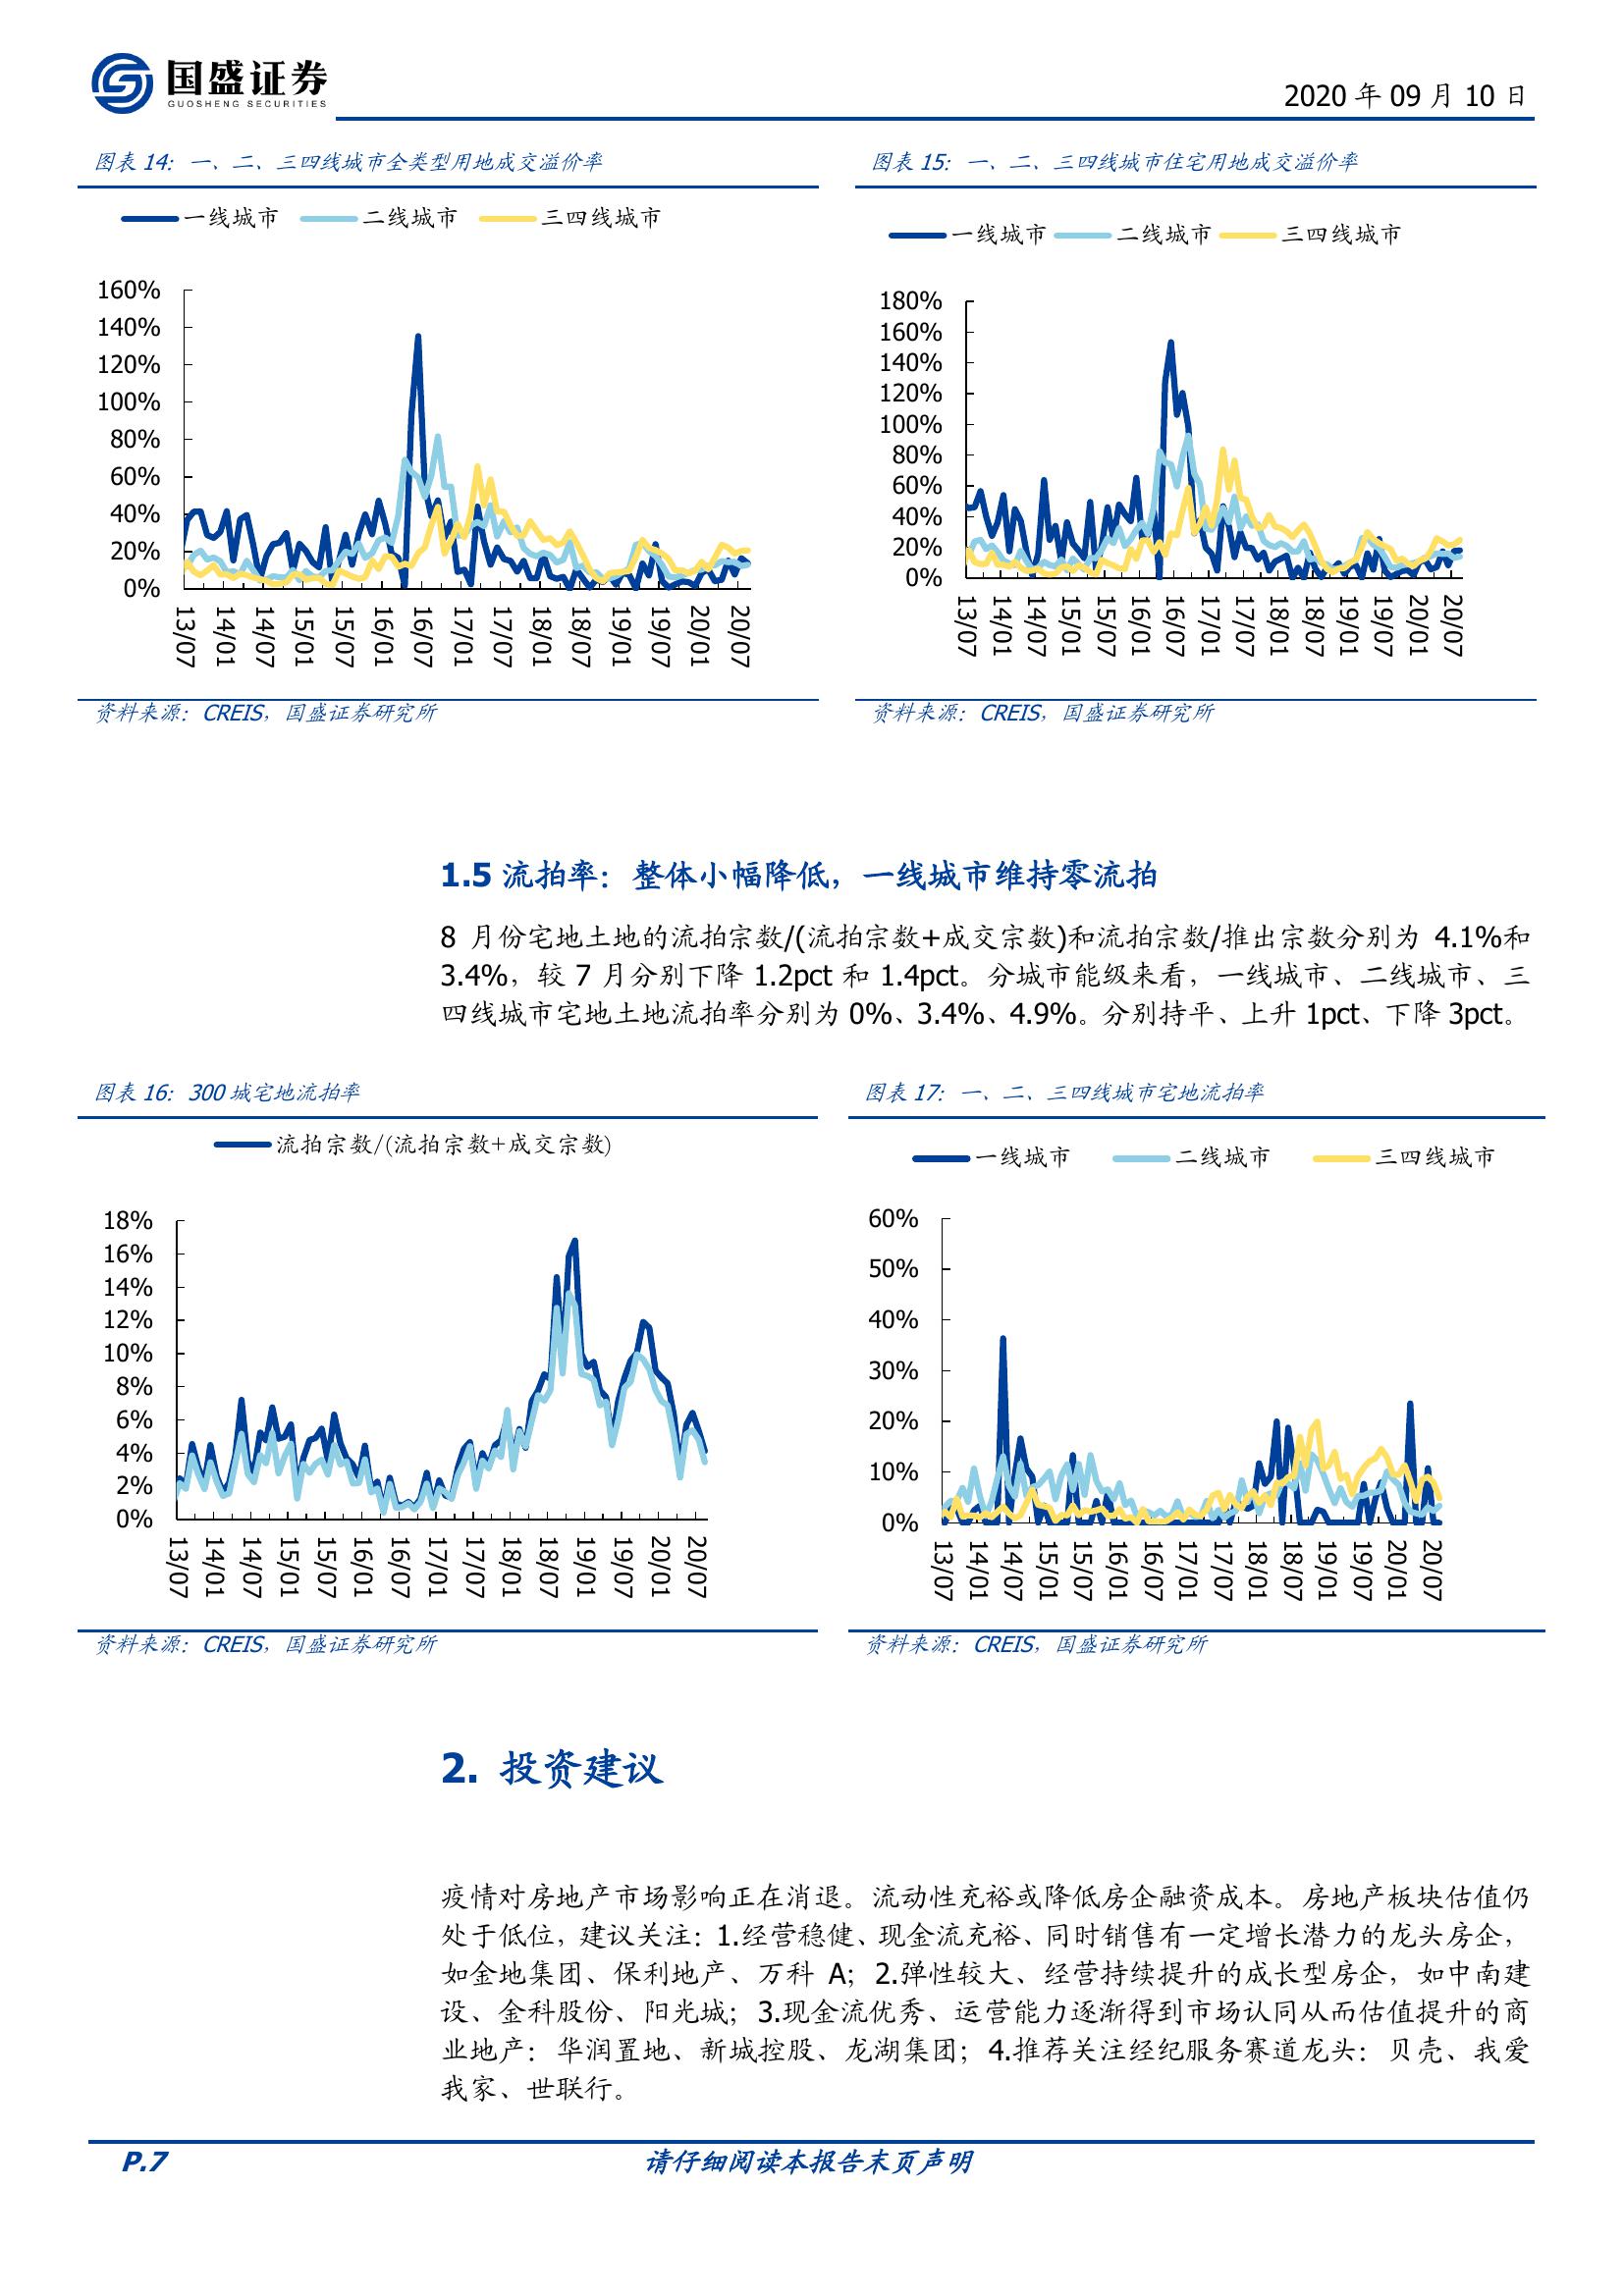 国盛证券
GUOSHENG SECURITIES
2020 年 09 月 10 日
图表 14：一、二、三四线城市全类型用地成交溢价率
一线城市 二线城市 三四线城市
160%
140%
120%
100%
80%
60%
40%
20%
0%
13/07 14/01 14/07 15/01 15/07 16/01 16/07 17/01 17/07 18/01 18/07 19/01 19/07 20/01 20/07
资料来源：CREIS，国盛证券研究所
图表 15：一、二、三四线城市住宅用地成交溢价率
一线城市 二线城市 三四线城市
180%
160%
140%
120%
100%
80%
60%
40%
20%
0%
13/07 14/01 14/07 15/01 15/07 16/01 16/07 17/01 17/07 18/01 18/07 19/01 19/07 20/01 20/07
资料来源：CREIS，国盛证券研究所
1.5 流拍率：整体小幅降低，一线城市维持零流拍
8 月份宅地土地的流拍宗数/(流拍宗数+成交宗数)和流拍宗数/推出宗数分别为 4.1%和
3.4%，较 7 月分别下降 1.2pct 和 1.4pct。分城市能级来看，一线城市、二线城市、三
四线城市宅地土地流拍率分别为 0%、3.4%、4.9%。分别持平、上升 1pct、下降 3pct。
图表 16：300 城宅地流拍率
流拍宗数/(流拍宗数+成交宗数)
18%
16%
14%
12%
10%
8%
6%
4%
2%
0%
13/07 14/01 14/07 15/01 15/07 16/01 16/07 17/01 17/07 18/01 18/07 19/01 19/07 20/01 20/07
资料来源：CREIS，国盛证券研究所
图表 17：一、二、三四线城市宅地流拍率
一线城市 二线城市 三四线城市
60%
50%
40%
30%
20%
10%
0%
13/07 14/01 14/07 15/01 15/07 16/01 16/07 17/01 17/07 18/01 18/07 19/01 19/07 20/01 20/07
资料来源：CREIS，国盛证券研究所
2. 投资建议
疫情对房地产市场影响正在消退。流动性充裕或降低房企融资成本。房地产板块估值仍
处于低位，建议关注：1.经营稳健、现金流充裕、同时销售有一定增长潜力的龙头房企，
如金地集团、保利地产、万科 A；2.弹性较大、经营持续提升的成长型房企，如中南建
设、金科股份、阳光城；3.现金流优秀、运营能力逐渐得到市场认同从而估值提升的商
业地产：华润置地、新城控股、龙湖集团；4.推荐关注经纪服务赛道龙头：贝壳、我爱
我家、世联行。
P.7
请仔细阅读本报告末页声明